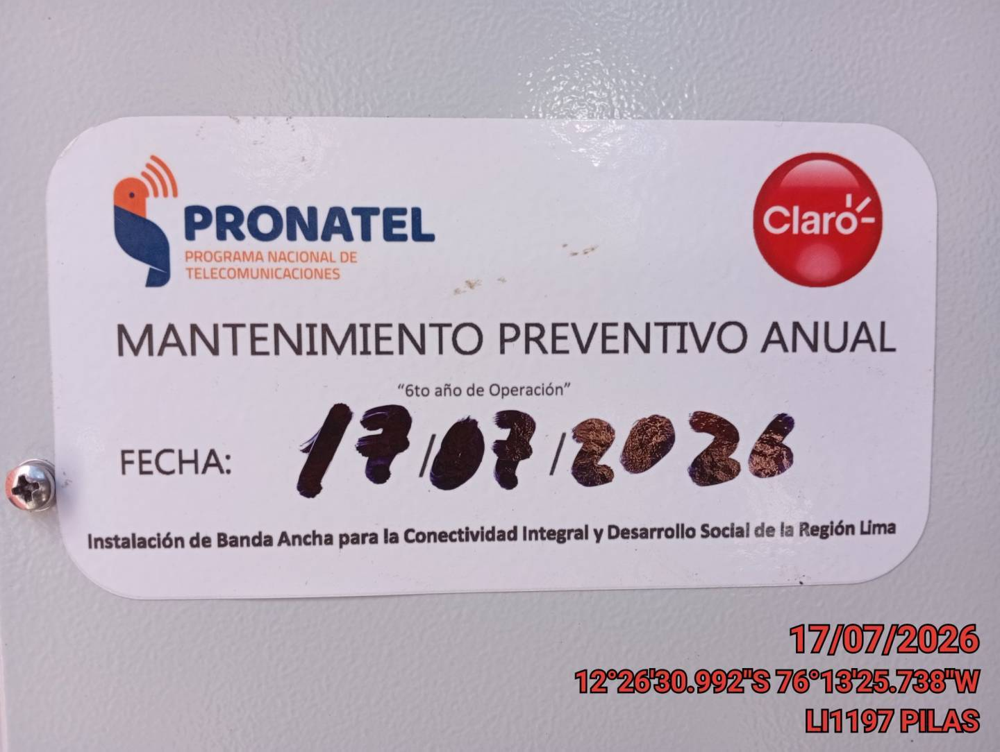 PRONATEL
PROGRAMA NACIONAL DE
TELECOMUNICACIONES
Claro
MANTENIMIENTO PREVENTIVO ANUAL
“6to año de Operación”
FECHA: 17/07/2026
Instalación de Banda Ancha para la Conectividad Integral y Desarrollo Social de la Región Lima
17/07/2026
12°26'30.992"S 76°13'25.738"W
LI1197 PILAS